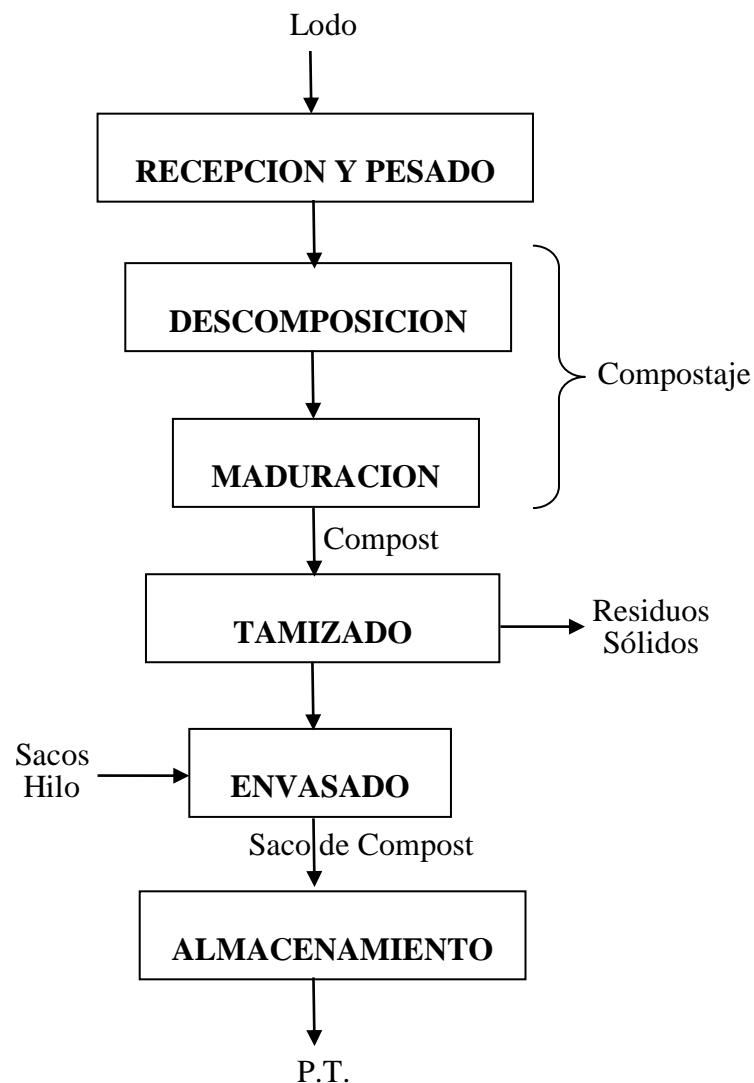 Lodo
RECEPCION Y PESADO
DESCOMPOSICION
Compostaje
MADURACION
Compost
TAMIZADO
Residuos
Sólidos
Sacos
Hilo
ENVASADO
Saco de Compost
ALMACENAMIENTO
P.T.